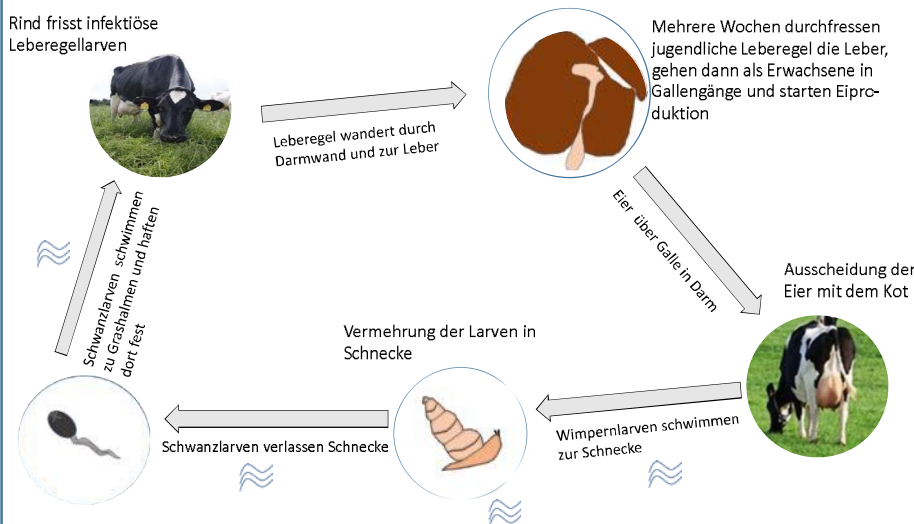 Rind frisst infektiöse
Leberegellarven
Leberegel wandert durch
Darmwand und zur Leber
Mehrere Wochen durchfressen
jugendliche Leberegel die Leber,
gehen dann als Erwachsene in
Gallengänge und starten Eipro-
duktion
Eier über Galle in Darm
Ausscheidung der
Eier mit dem Kot
Wimpernlarven schwimmen
zur Schnecke
Vermehrung der Larven in
Schnecke
Schwanzlarven verlassen Schnecke
Schwanzlarven schwimmen
zu Grashalmen und haften
dort fest